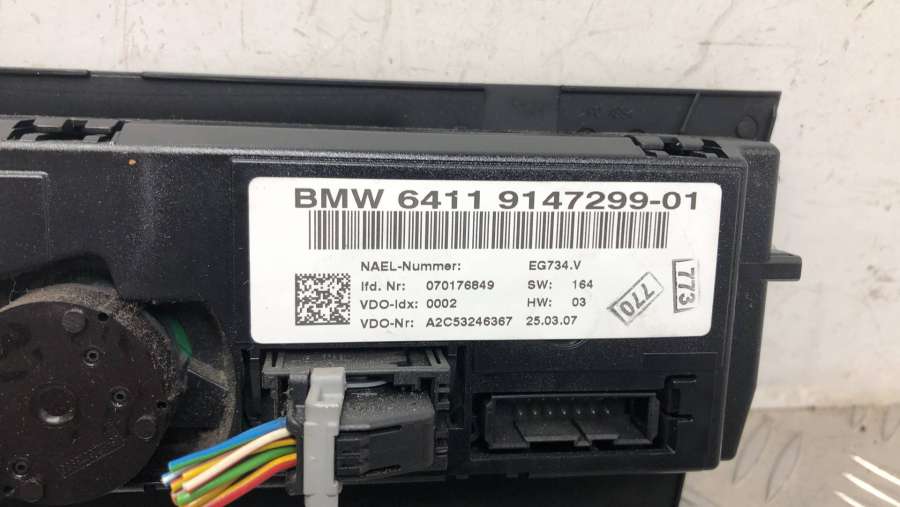 BMW 6411 9147299-01
NAEL-Nummer: EG734.V
lfd. Nr: 070176849 SW: 164
VDO-Idx: 0002 HW: 03
VDO-Nr: A2C53246367 25.03.07
770
773